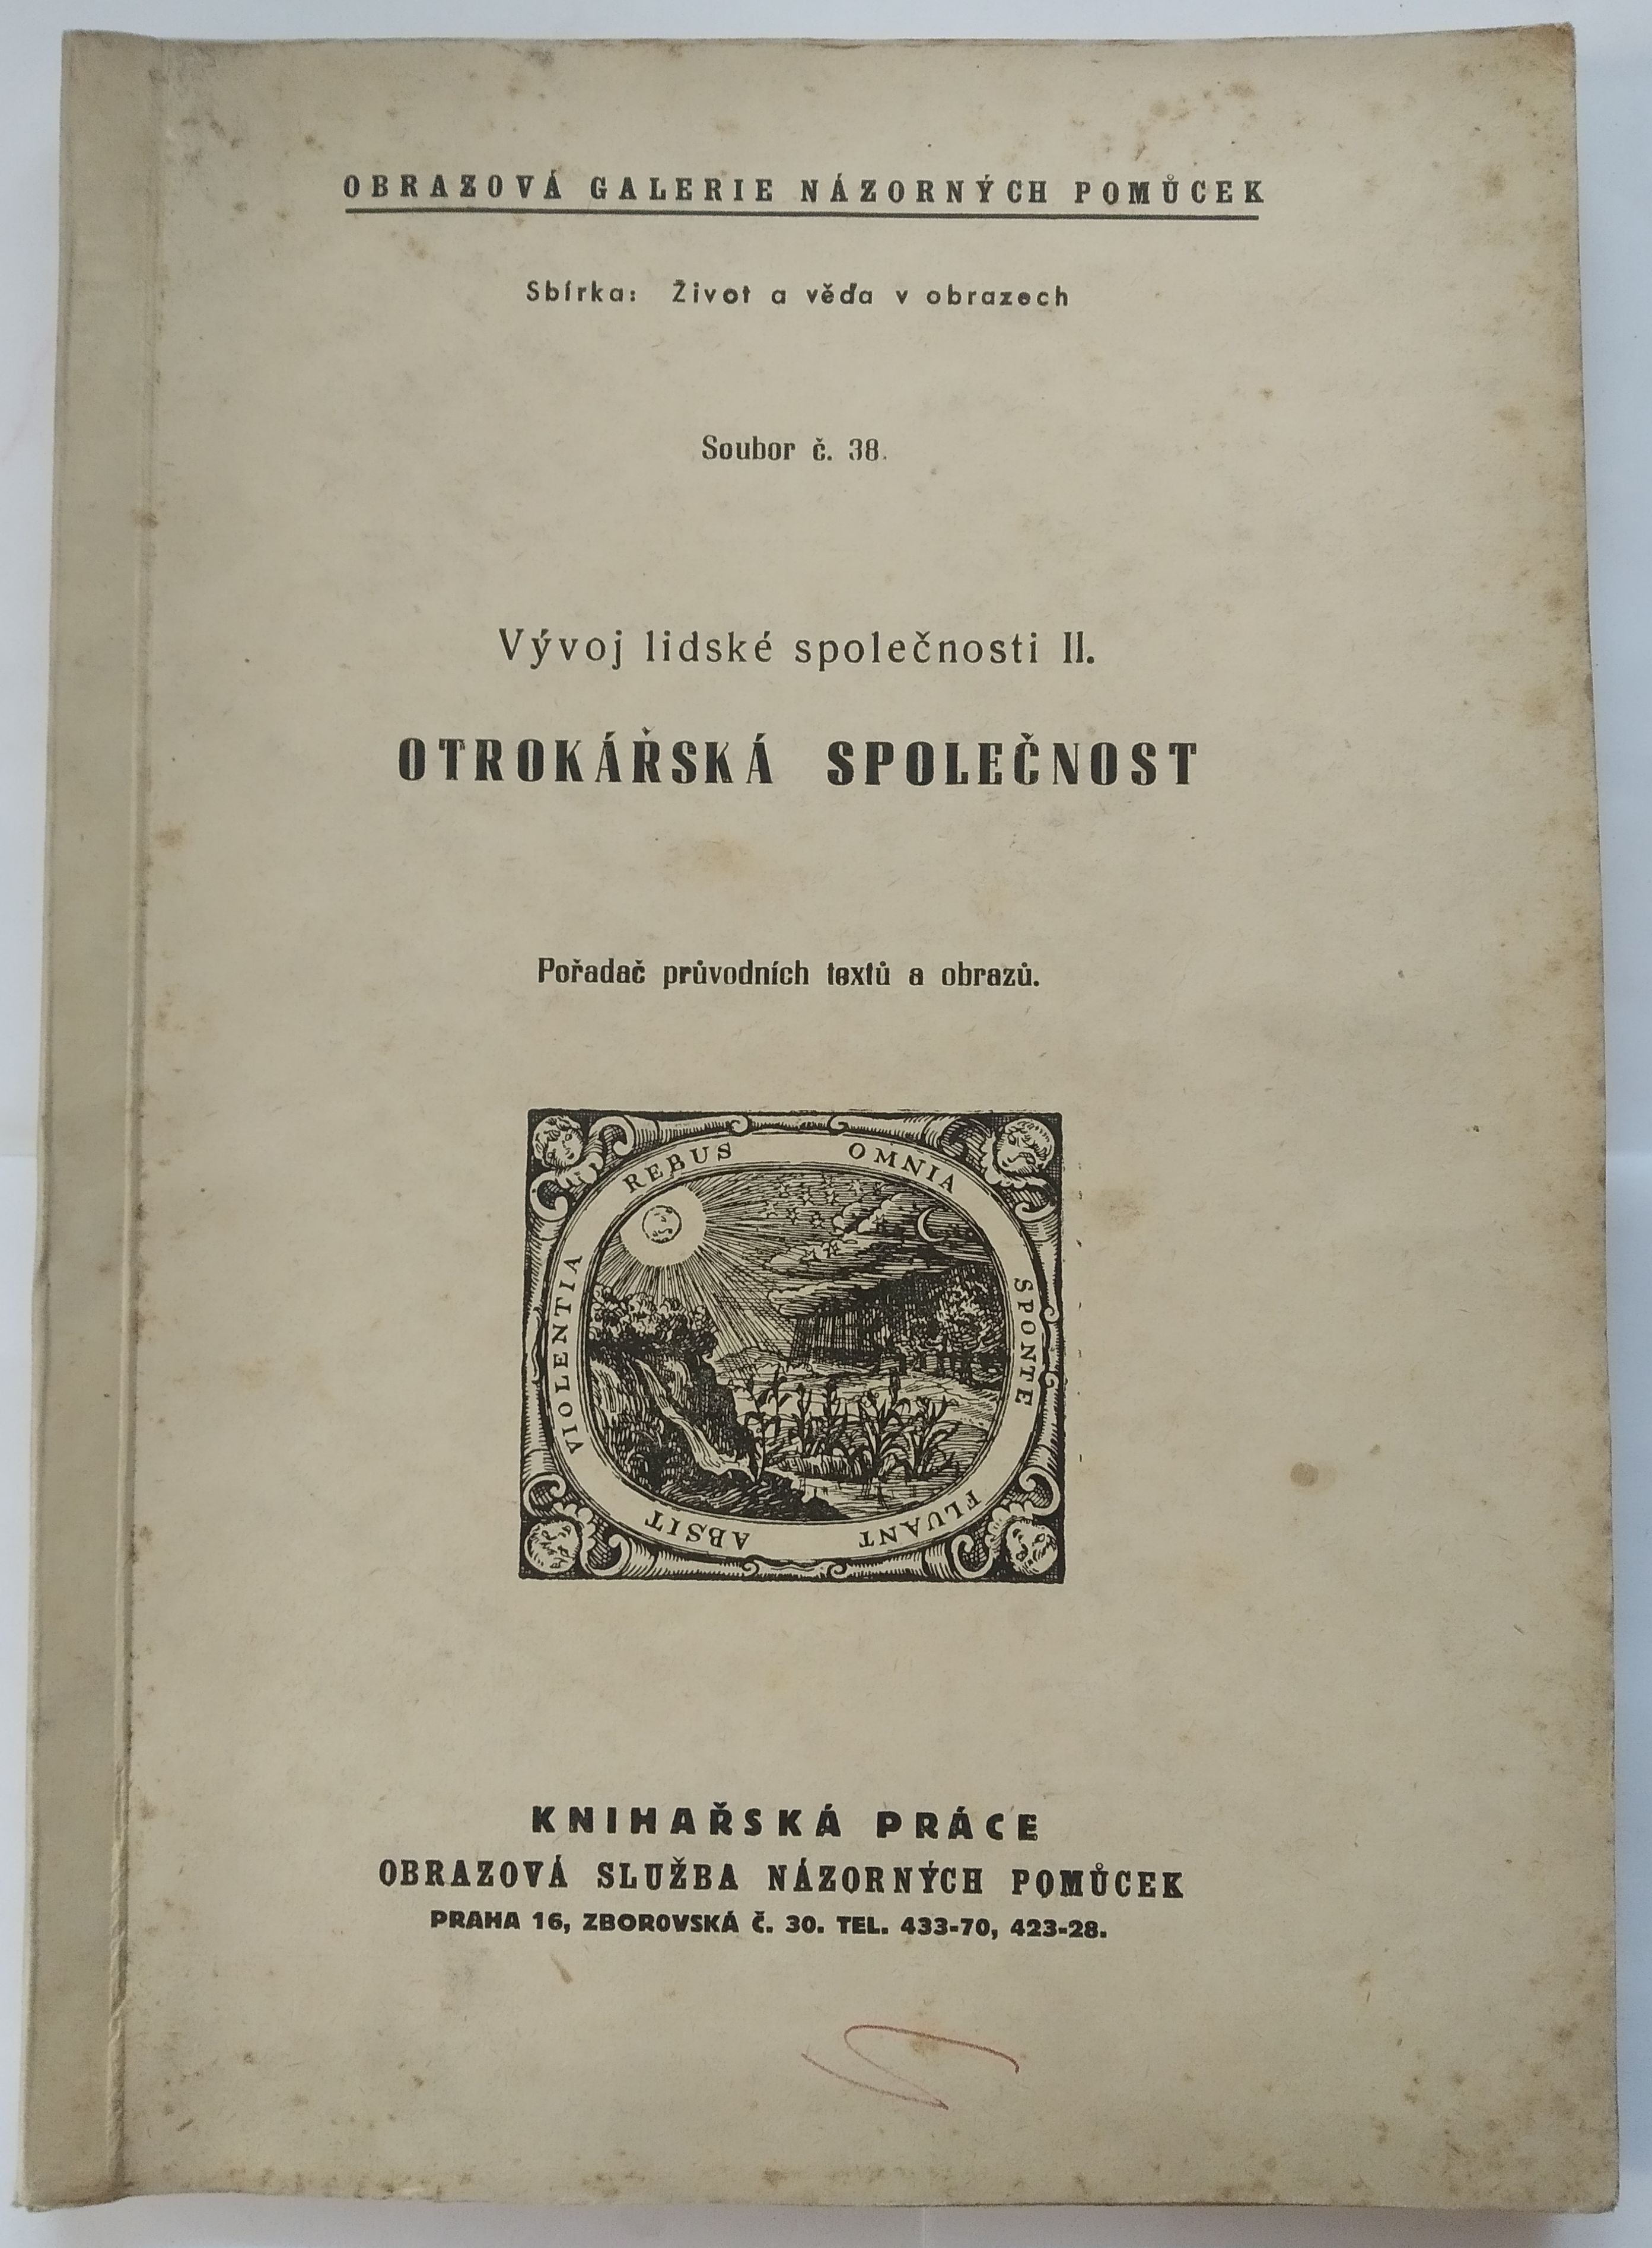 OBRAZOVÁ GALERIE NÁZORNÝCH POMŮCEK
Sbírka: Život a věda v obrazech
Soubor č. 38.
Vývoj lidské společnosti II.
OTROKÁŘSKÁ SPOLEČNOST
Pořadač průvodních textů a obrazů.
OMNIA SPONTE FLUANT ABSIT VIOLENTIA REBUS
KNIHAŘSKÁ PRÁCE
OBRAZOVÁ SLUŽBA NÁZORNÝCH POMŮCEK
PRAHA 16, ZBOROVSKÁ Č. 30. TEL. 433-70, 423-28.